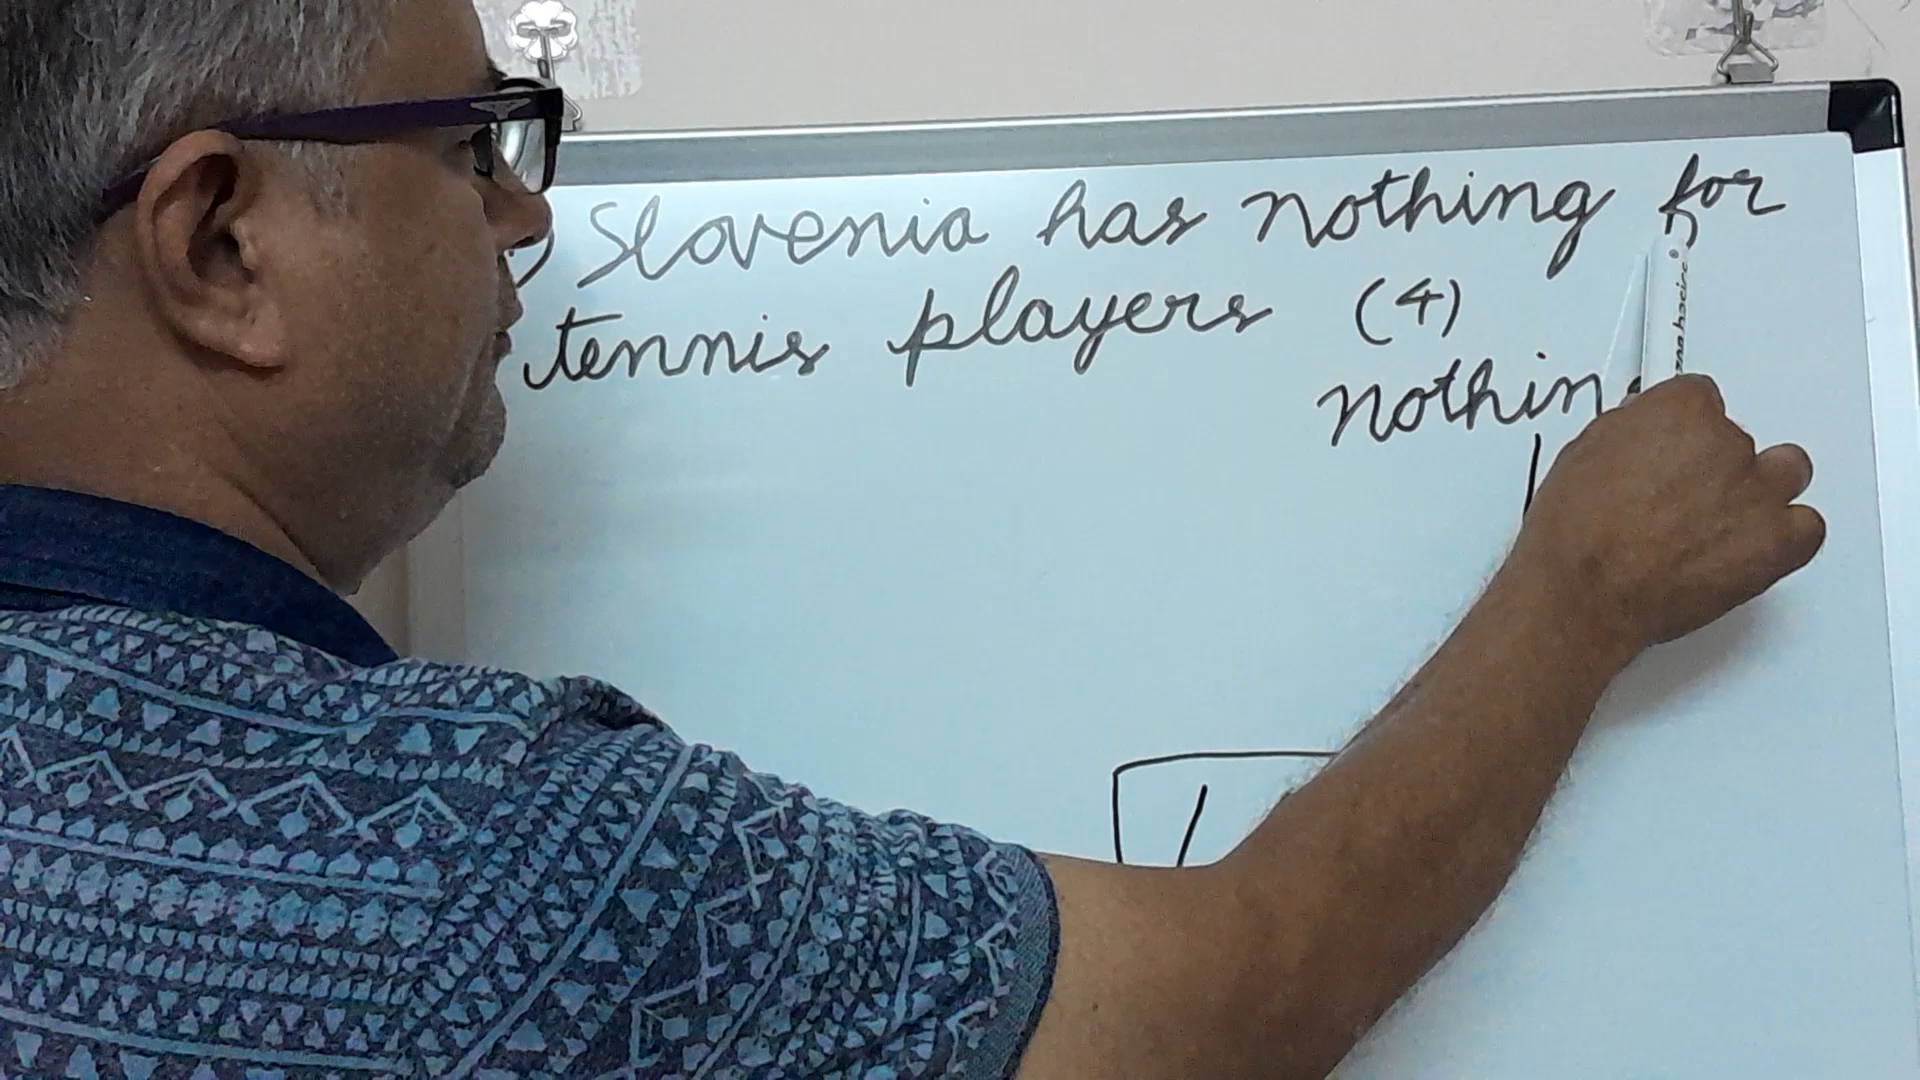 ) Slovenia has nothing for
tennis players (4)
nothing